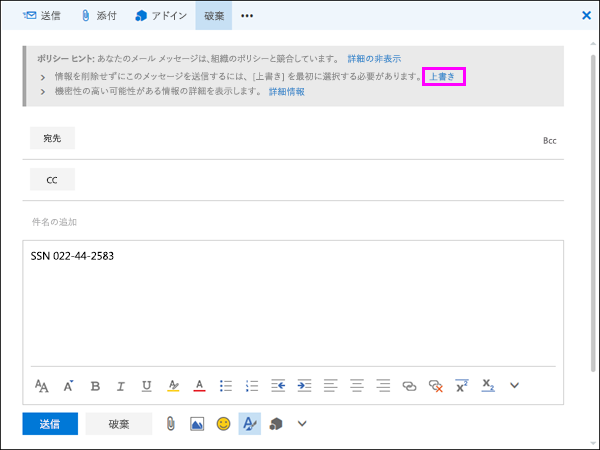 送信 添付 アドイン 破棄 •••
ポリシー ヒント: あなたのメール メッセージは、組織のポリシーと競合しています。 詳細の非表示
情報を削除せずにこのメッセージを送信するには、[上書き] を最初に選択する必要があります。 上書き
機密性の高い可能性がある情報の詳細を表示します。 詳細情報
宛先 Bcc
CC
件名の追加
SSN 022-44-2583
送信 破棄